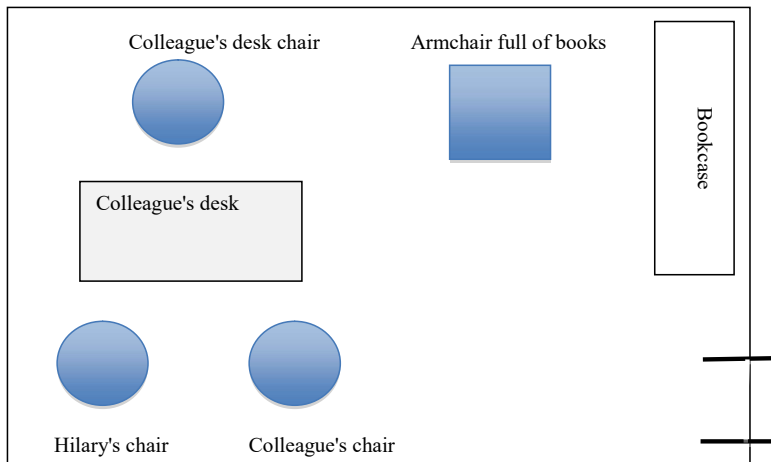 Colleague's desk chair
Armchair full of books
Bookcase
Colleague's desk
Hilary's chair
Colleague's chair